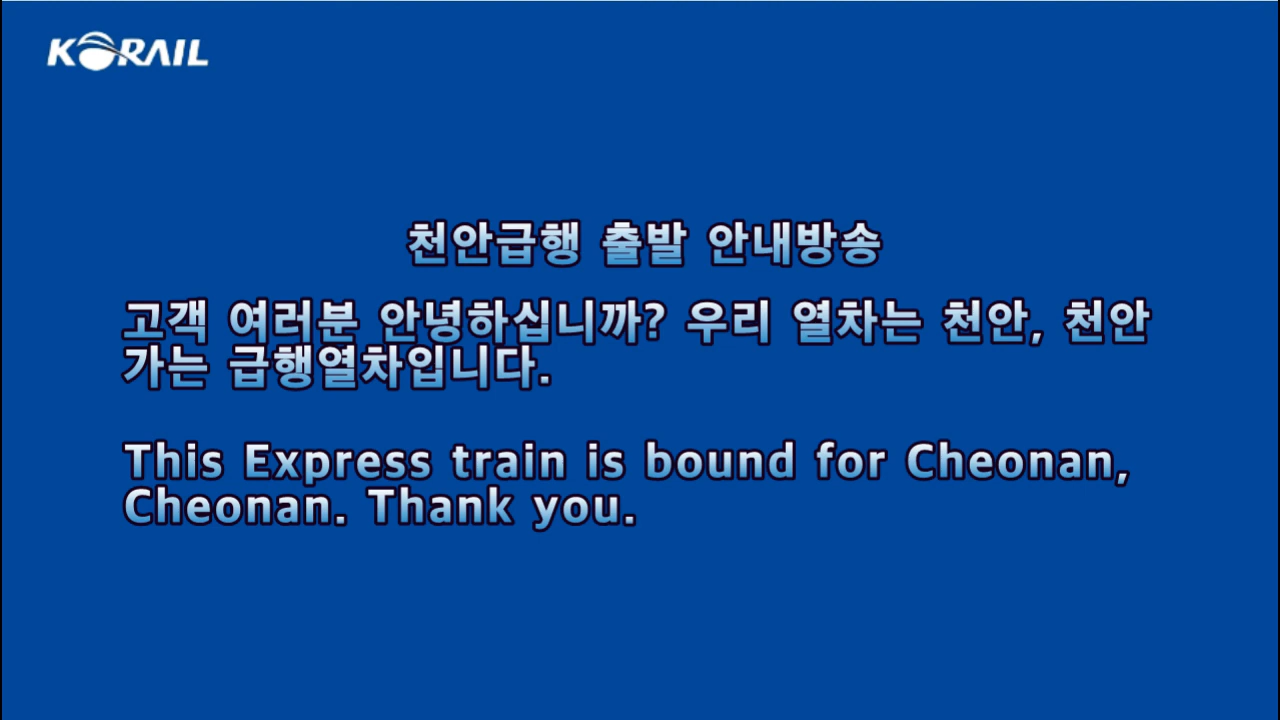 KORAIL
천안급행 출발 안내방송
고객 여러분 안녕하십니까? 우리 열차는 천안, 천안
가는 급행열차입니다.
This Express train is bound for Cheonan,
Cheonan. Thank you.